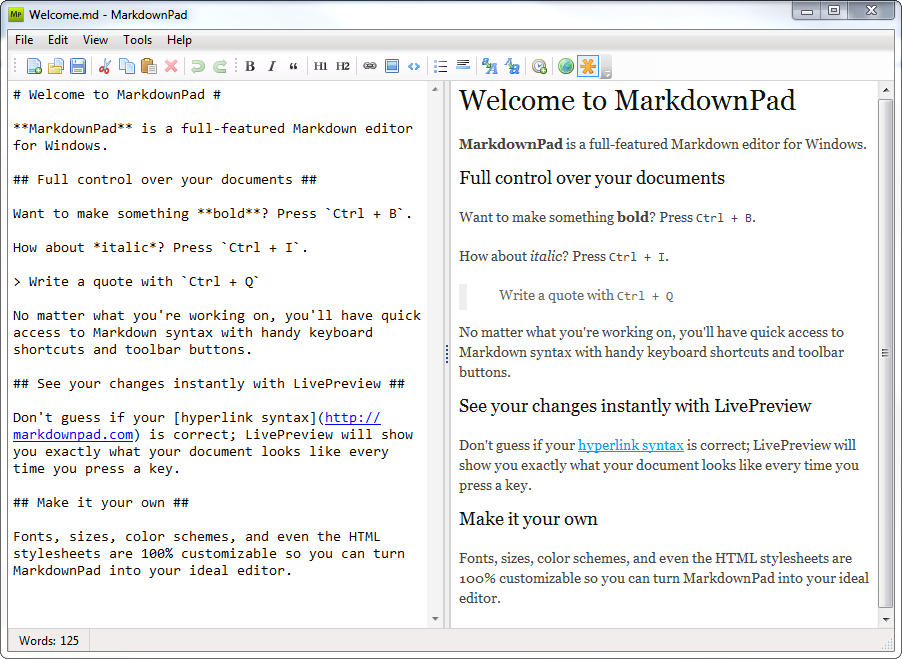 Welcome.md - MarkdownPad
File Edit View Tools Help
B I “ H1 H2
# Welcome to MarkdownPad #
**MarkdownPad** is a full-featured Markdown editor
for Windows.
## Full control over your documents ##
Want to make something **bold**? Press `Ctrl + B`.
How about *italic*? Press `Ctrl + I`.
> Write a quote with `Ctrl + Q`
No matter what you're working on, you'll have quick
access to Markdown syntax with handy keyboard
shortcuts and toolbar buttons.
## See your changes instantly with LivePreview ##
Don't guess if your [hyperlink syntax](http://
markdownpad.com) is correct; LivePreview will show
you exactly what your document looks like every
time you press a key.
## Make it your own ##
Fonts, sizes, color schemes, and even the HTML
stylesheets are 100% customizable so you can turn
MarkdownPad into your ideal editor.
Welcome to MarkdownPad
MarkdownPad is a full-featured Markdown editor for Windows.
Full control over your documents
Want to make something bold? Press Ctrl + B.
How about italic? Press Ctrl + I.
Write a quote with Ctrl + Q
No matter what you're working on, you'll have quick access to
Markdown syntax with handy keyboard shortcuts and toolbar
buttons.
See your changes instantly with LivePreview
Don't guess if your hyperlink syntax is correct; LivePreview will
show you exactly what your document looks like every time you
press a key.
Make it your own
Fonts, sizes, color schemes, and even the HTML stylesheets are
100% customizable so you can turn MarkdownPad into your ideal
editor.
Words: 125